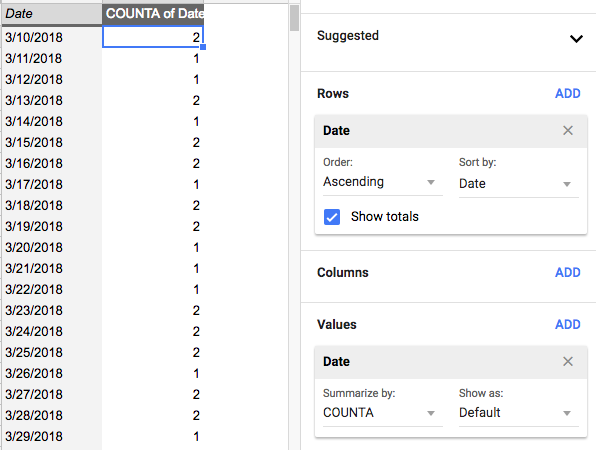 Date COUNTA of Date
3/10/2018 2
3/11/2018 1
3/12/2018 1
3/13/2018 2
3/14/2018 1
3/15/2018 2
3/16/2018 2
3/17/2018 1
3/18/2018 2
3/19/2018 2
3/20/2018 1
3/21/2018 1
3/22/2018 1
3/23/2018 2
3/24/2018 2
3/25/2018 2
3/26/2018 1
3/27/2018 2
3/28/2018 2
3/29/2018 1
Suggested
Rows ADD
Date
Order: Sort by:
Ascending Date
Show totals
Columns ADD
Values ADD
Date
Summarize by: Show as:
COUNTA Default